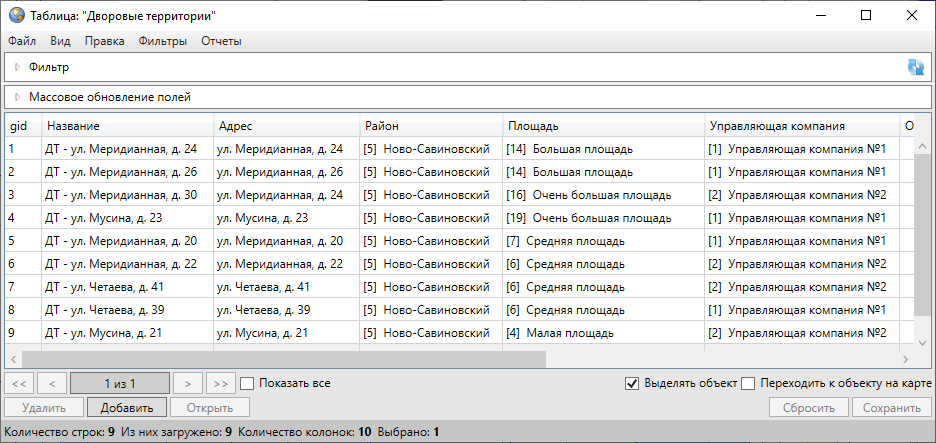 Таблица: "Дворовые территории"
Файл Вид Правка Фильтры Отчеты
Фильтр
Массовое обновление полей
gid Название Адрес Район Площадь Управляющая компания О
1 ДТ - ул. Меридианная, д. 24 ул. Меридианная, д. 24 [5] Ново-Савиновский [14] Большая площадь [1] Управляющая компания №1
2 ДТ - ул. Меридианная, д. 26 ул. Меридианная, д. 26 [5] Ново-Савиновский [14] Большая площадь [1] Управляющая компания №1
3 ДТ - ул. Меридианная, д. 30 ул. Меридианная, д. 24 [5] Ново-Савиновский [16] Очень большая площадь [2] Управляющая компания №2
4 ДТ - ул. Мусина, д. 23 ул. Мусина, д. 23 [5] Ново-Савиновский [19] Очень большая площадь [1] Управляющая компания №1
5 ДТ - ул. Меридианная, д. 20 ул. Меридианная, д. 20 [5] Ново-Савиновский [7] Средняя площадь [1] Управляющая компания №1
6 ДТ - ул. Меридианная, д. 22 ул. Меридианная, д. 22 [5] Ново-Савиновский [6] Средняя площадь [2] Управляющая компания №2
7 ДТ - ул. Четаева, д. 41 ул. Четаева, д. 41 [5] Ново-Савиновский [6] Средняя площадь [2] Управляющая компания №2
8 ДТ - ул. Четаева, д. 39 ул. Четаева, д. 39 [5] Ново-Савиновский [6] Средняя площадь [1] Управляющая компания №1
9 ДТ - ул. Мусина, д. 21 ул. Мусина, д. 21 [5] Ново-Савиновский [4] Малая площадь [2] Управляющая компания №2
<< < 1 из 1 > >> Показать все Выделять объект Переходить к объекту на карте
Удалить Добавить Открыть Сбросить Сохранить
Количество строк: 9 Из них загружено: 9 Количество колонок: 10 Выбрано: 1